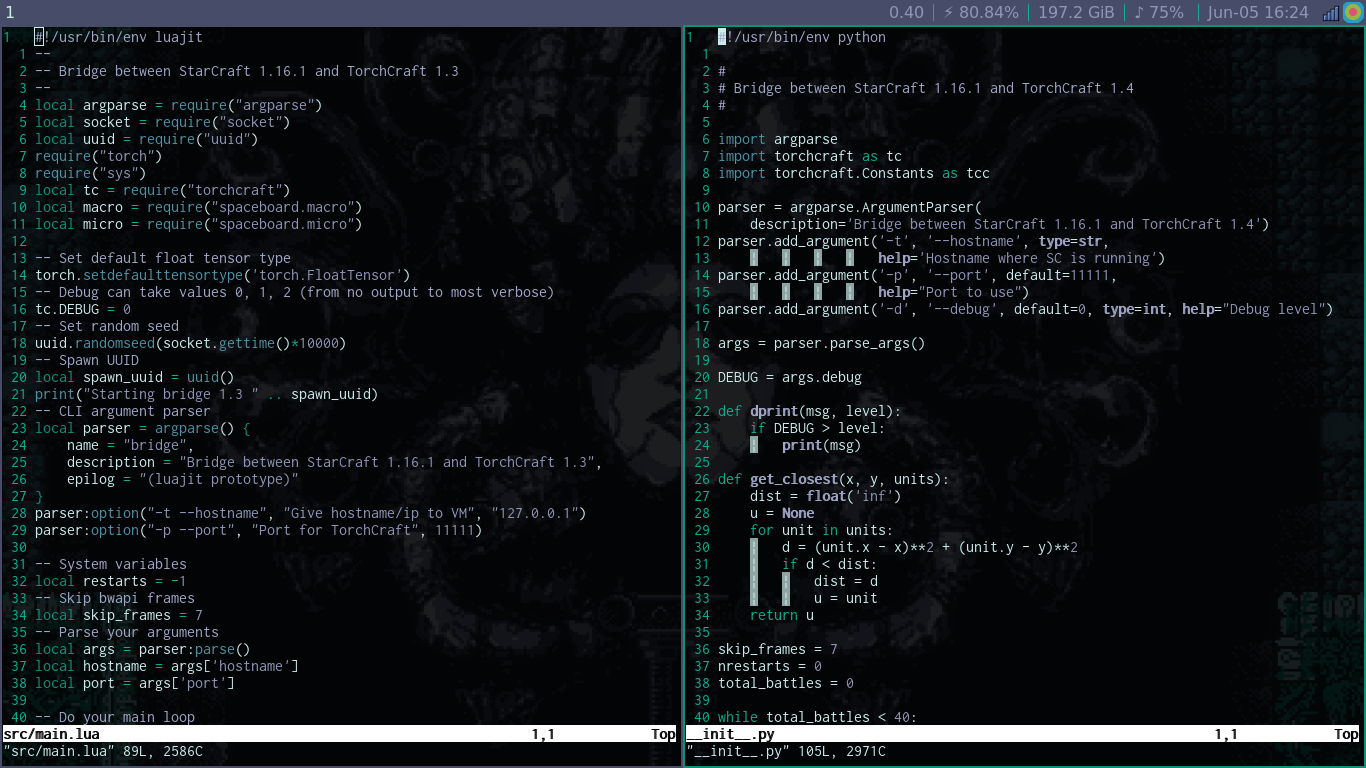 1
0.40 | ⚡ 80.84% | 197.2 GiB | ♪ 75% | Jun-05 16:24
1 #!/usr/bin/env luajit
1 --
2 -- Bridge between StarCraft 1.16.1 and TorchCraft 1.3
3 --
4 local argparse = require("argparse")
5 local socket = require("socket")
6 local uuid = require("uuid")
7 require("torch")
8 require("sys")
9 local tc = require("torchcraft")
10 local macro = require("spaceboard.macro")
11 local micro = require("spaceboard.micro")
12
13 -- Set default float tensor type
14 torch.setdefaulttensortype('torch.FloatTensor')
15 -- Debug can take values 0, 1, 2 (from no output to most verbose)
16 tc.DEBUG = 0
17 -- Set random seed
18 uuid.randomseed(socket.gettime()*10000)
19 -- Spawn UUID
20 local spawn_uuid = uuid()
21 print("Starting bridge 1.3 " .. spawn_uuid)
22 -- CLI argument parser
23 local parser = argparse() {
24     name = "bridge",
25     description = "Bridge between StarCraft 1.16.1 and TorchCraft 1.3",
26     epilog = "(luajit prototype)"
27 }
28 parser:option("-t --hostname", "Give hostname/ip to VM", "127.0.0.1")
29 parser:option("-p --port", "Port for TorchCraft", 11111)
30
31 -- System variables
32 local restarts = -1
33 -- Skip bwapi frames
34 local skip_frames = 7
35 -- Parse your arguments
36 local args = parser:parse()
37 local hostname = args['hostname']
38 local port = args['port']
39
40 -- Do your main loop
src/main.lua 1,1 Top
"src/main.lua" 89L, 2586C
1 #!/usr/bin/env python
1
2 #
3 # Bridge between StarCraft 1.16.1 and TorchCraft 1.4
4 #
5
6 import argparse
7 import torchcraft as tc
8 import torchcraft.Constants as tcc
9
10 parser = argparse.ArgumentParser(
11     description='Bridge between StarCraft 1.16.1 and TorchCraft 1.4')
12 parser.add_argument('-t', '--hostname', type=str,
13     ¦   ¦   ¦   ¦   help='Hostname where SC is running')
14 parser.add_argument('-p', '--port', default=11111,
15     ¦   ¦   ¦   ¦   help="Port to use")
16 parser.add_argument('-d', '--debug', default=0, type=int, help="Debug level")
17
18 args = parser.parse_args()
19
20 DEBUG = args.debug
21
22 def dprint(msg, level):
23     if DEBUG > level:
24     ¦   print(msg)
25
26 def get_closest(x, y, units):
27     dist = float('inf')
28     u = None
29     for unit in units:
30     ¦   d = (unit.x - x)**2 + (unit.y - y)**2
31     ¦   if d < dist:
32     ¦   ¦   dist = d
33     ¦   ¦   u = unit
34     return u
35
36 skip_frames = 7
37 nrestarts = 0
38 total_battles = 0
39
40 while total_battles < 40:
__init__.py 1,1 Top
"__init__.py" 105L, 2971C